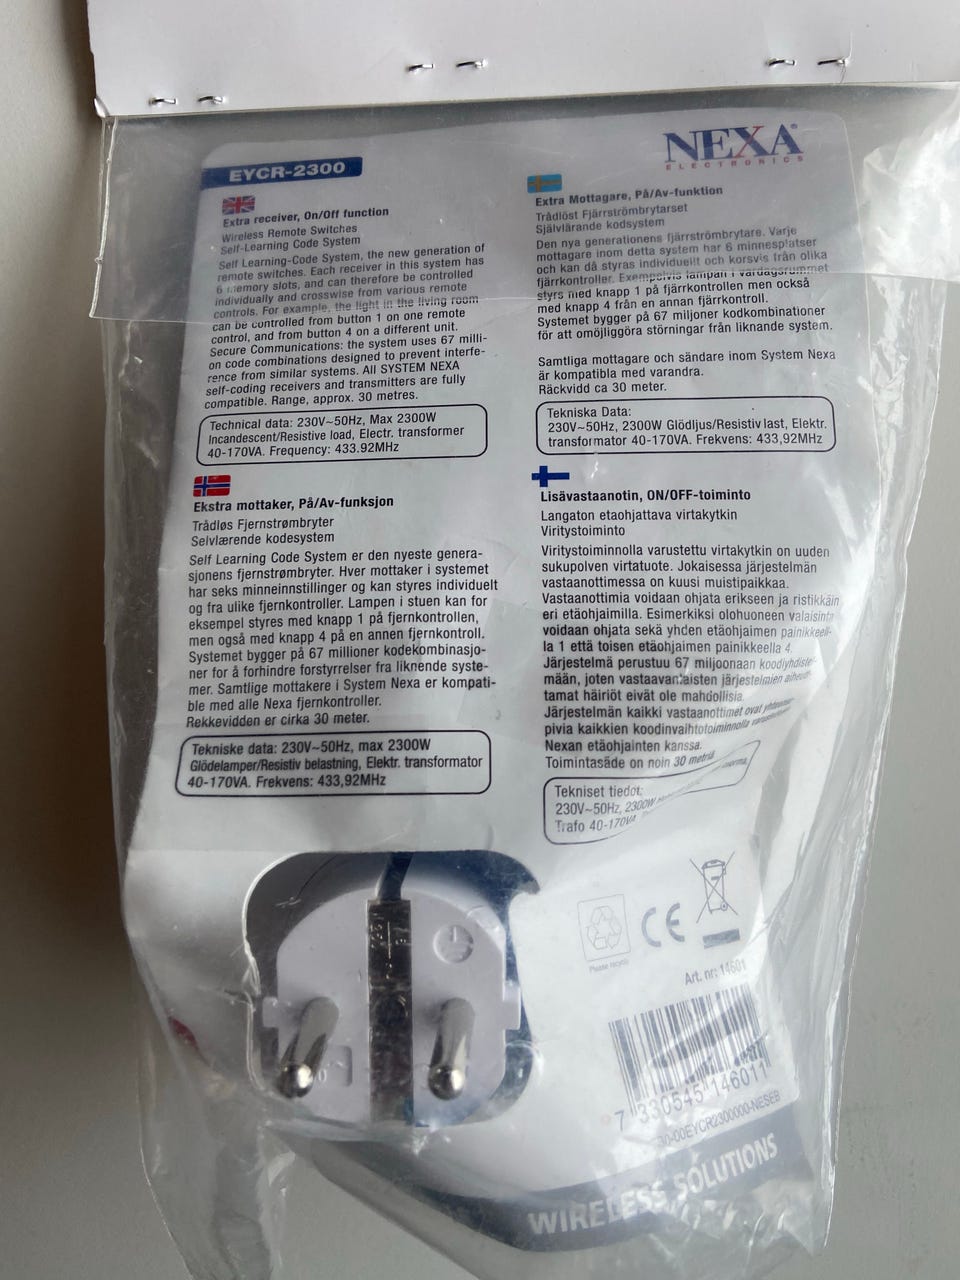 NEXA
ELECTRONICS
EYCR-2300
Extra receiver, On/Off function
Wireless Remote Switches
Self-Learning Code System
Self Learning-Code System, the new generation of
remote switches. Each receiver in this system has
6 memory slots, and can therefore be controlled
individually and crosswise from various remote
controls. For example, the light in the living room
can be controlled from button 1 on one remote
control, and from button 4 on a different unit.
Secure Communications: the system uses 67 milli-
on code combinations designed to prevent interfe-
rence from similar systems. All SYSTEM NEXA
self-coding receivers and transmitters are fully
compatible. Range, approx. 30 metres.
Technical data: 230V~50Hz, Max 2300W
Incandescent/Resistive load, Electr. transformer
40-170VA. Frequency: 433.92MHz
Extra Mottagare, På/Av-funktion
Trådlöst Fjärrströmbrytarset
Självlärande kodsystem
Den nya generationens fjärrströmbrytare. Varje
mottagare inom detta system har 6 minnesplatser
och kan då styras individuellt och korsvis från olika
fjärrkontroller. Exempelvis lampan i vardagsrummet
styrs med knapp 1 på fjärrkontrollen men också
med knapp 4 från en annan fjärrkontroll.
Systemet bygger på 67 miljoner kodkombinationer
för att omöjliggöra störningar från liknande system.
Samtliga mottagare och sändare inom System Nexa
är kompatibla med varandra.
Räckvidd ca 30 meter.
Tekniska Data:
230V~50Hz, 2300W Glödljus/Resistiv last, Elektr.
transformator 40-170VA. Frekvens: 433,92MHz
Ekstra mottaker, På/Av-funksjon
Trådløs Fjernstrømbryter
Selvlærende kodesystem
Self Learning Code System er den nyeste genera-
sjonens fjernstrømbryter. Hver mottaker i systemet
har seks minneinnstillinger og kan styres individuelt
og fra ulike fjernkontroller. Lampen i stuen kan for
eksempel styres med knapp 1 på fjernkontrollen,
men også med knapp 4 på en annen fjernkontroll.
Systemet bygger på 67 millioner kodekombinasjo-
ner for å forhindre forstyrrelser fra liknende syste-
mer. Samtlige mottakere i System Nexa er kompati-
ble med alle Nexa fjernkontroller.
Rekkevidden er cirka 30 meter.
Tekniske data: 230V~50Hz, max 2300W
Glödelamper/Resistiv belastning, Elektr. transformator
40-170VA. Frekvens: 433,92MHz
Lisävastaanotin, ON/OFF-toiminto
Langaton etaohjattava virtakytkin
Viritystoiminto
Viritystoiminnolla varustettu virtakytkin on uuden
sukupolven virtatuote. Jokaisessa järjestelmän
vastaanottimessa on kuusi muistipaikkaa.
Vastaanottimia voidaan ohjata erikseen ja ristikkäin
eri etäohjaimilla. Esimerkiksi olohuoneen valaisinta
voidaan ohjata sekä yhden etäohjaimen painikkeel-
la 1 että toisen etäohjaimen painikkeella 4.
Järjestelmä perustuu 67 miljoonaan koodiyhdistel-
mään, joten vastaavanlaisten järjestelmien aiheut-
tamat häiriöt eivät ole mahdollisia.
Järjestelmän kaikki vastaanottimet ovat yhteenso-
pivia kaikkien koodinvaihtotoiminnolla varustettujen
Nexan etäohjainten kanssa.
Toimintasäde on noin 30 metriä
Tekniset tiedot:
230V~50Hz, 2300W
Trafo 40-170VA
Please recycle
CE
Art. nr: 14601
7 330545 146011
30-00EYCR2300000-NESEB
WIRELESS SOLUTIONS